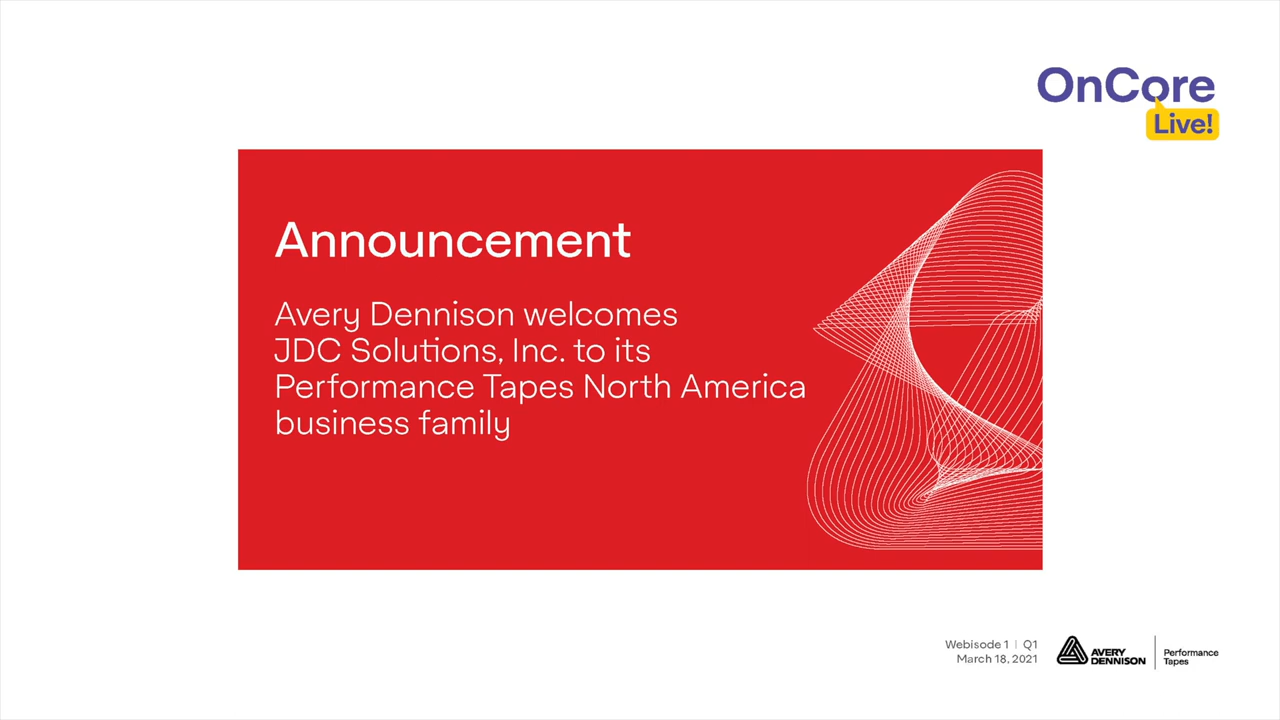 OnCore
Live!
Announcement
Avery Dennison welcomes
JDC Solutions, Inc. to its
Performance Tapes North America
business family
Webisode 1 | Q1
March 18, 2021
AVERY
DENNISON
Performance
Tapes